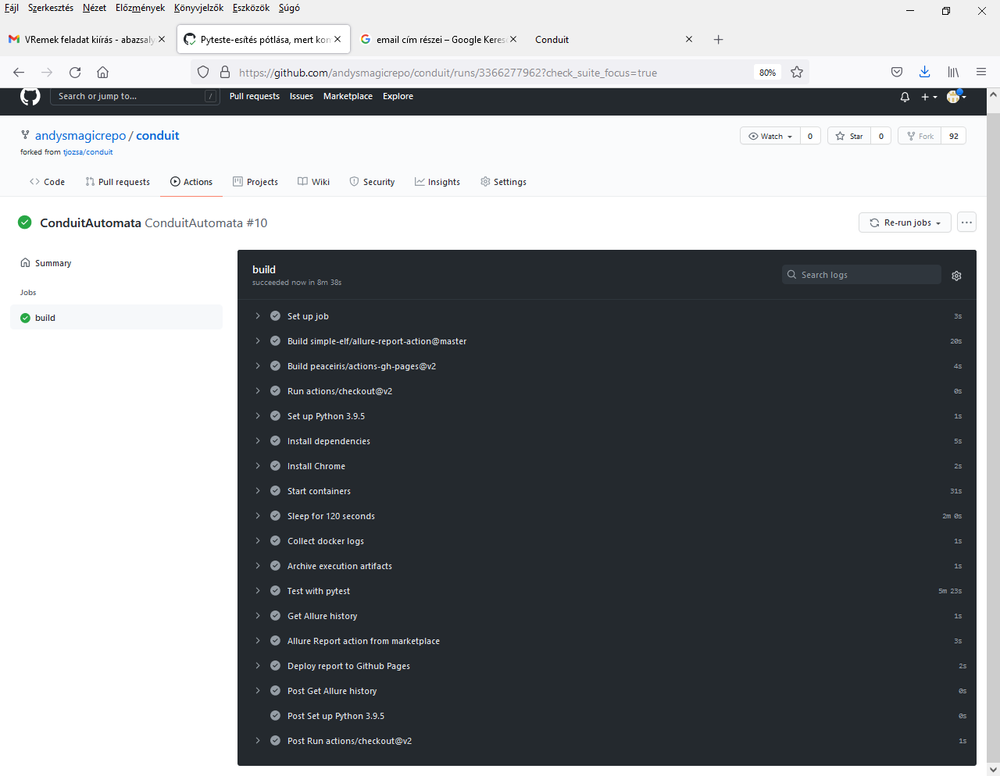 Fájl Szerkesztés Nézet Előzmények Könyvjelzők Eszközök Súgó
VRemek feladat kiírás - abazsaly
Pyteste-esítés pótlása, mert kon
email cím részei – Google Keresé
Conduit
https://github.com/andysmagicrepo/conduit/runs/3366277962?check_suite_focus=true
80%
Search or jump to...
/
Pull requests Issues Marketplace Explore
andysmagicrepo / conduit
forked from tjozsa/conduit
Watch 0
Star 0
Fork 92
Code Pull requests Actions Projects Wiki Security Insights Settings
ConduitAutomata ConduitAutomata #10
Re-run jobs
Summary
Jobs
build
build
succeeded now in 8m 38s
Search logs
Set up job 3s
Build simple-elf/allure-report-action@master 20s
Build peaceiris/actions-gh-pages@v2 4s
Run actions/checkout@v2 0s
Set up Python 3.9.5 1s
Install dependencies 5s
Install Chrome 2s
Start containers 31s
Sleep for 120 seconds 2m 0s
Collect docker logs 1s
Archive execution artifacts 1s
Test with pytest 5m 23s
Get Allure history 1s
Allure Report action from marketplace 3s
Deploy report to Github Pages 2s
Post Get Allure history 0s
Post Set up Python 3.9.5 0s
Post Run actions/checkout@v2 1s